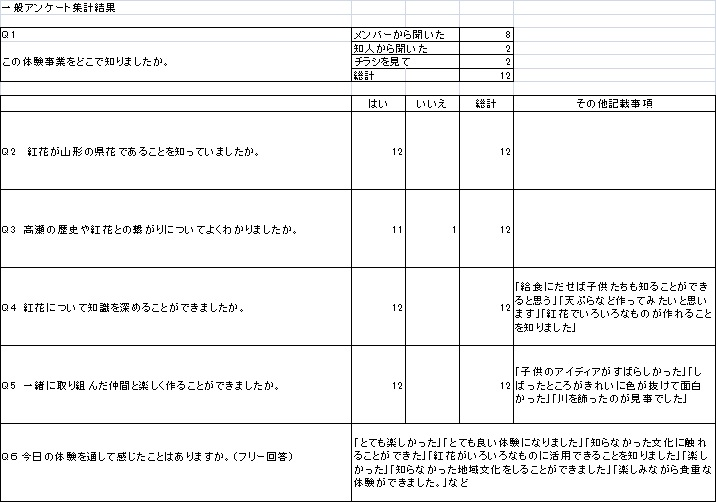 一般アンケート集計結果
Q1
この体験事業をどこで知りましたか。
メンバーから聞いた 8
知人から聞いた 2
チラシを見て 2
総計 12
はい いいえ 総計 その他記載事項
Q2　紅花が山形の県花であることを知っていましたか。 12 12
Q3 高瀬の歴史や紅花との繋がりについてよくわかりましたか。 11 1 12
Q4 紅花について知識を深めることができましたか。 12 12
「給食にだせば子供たちも知ることができ
ると思う」「天ぷらなど作ってみたいと思い
ます」「紅花でいろいろなものが作れること
を知りました」
Q5 一緒に取り組んだ仲間と楽しく作ることができましたか。 12 12
「子供のアイディアがすばらしかった」「し
ばったところがきれいに色が抜けて面白
かった」「川を飾ったのが見事でした」
Q6今日の体験を通して感じたことはありますか。(フリー回答)
「とても楽しかった」「とても良い体験になりました」「知らなかった文化に触れ
ることができた」「紅花がいろいろなものに活用できることを知りました」「楽し
かった」「知らなかった地域文化をしることができました」「楽しみながら貴重な
体験ができました。」など